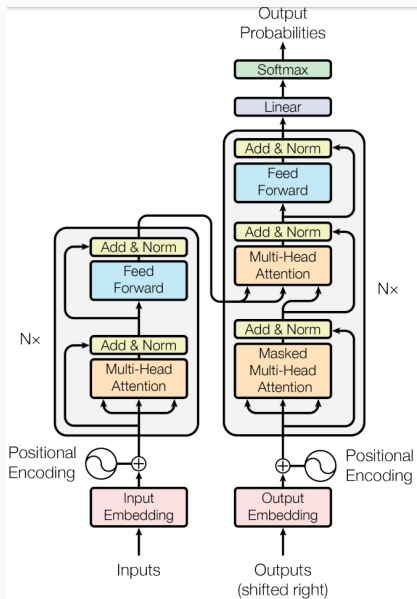 Output
Probabilities
Softmax
Linear
Add & Norm
Feed
Forward
Add & Norm
Multi-Head
Attention
Nx
Add & Norm
Masked
Multi-Head
Attention
Positional
Encoding
Output
Embedding
Outputs
(shifted right)
Add & Norm
Feed
Forward
Nx
Add & Norm
Multi-Head
Attention
Positional
Encoding
Input
Embedding
Inputs